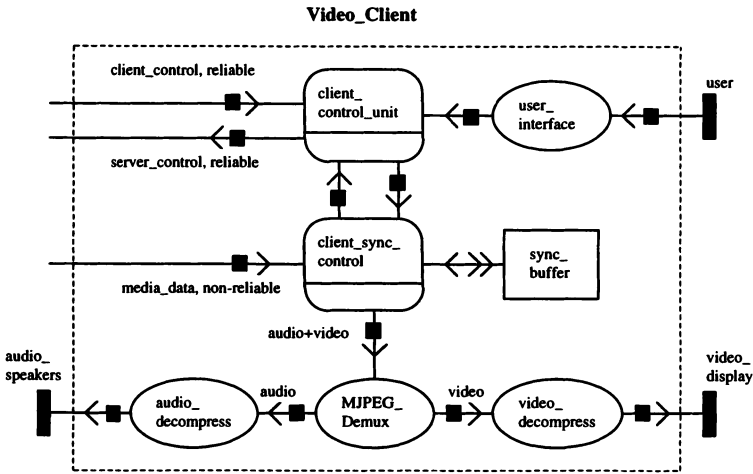 Video_Client
client_control, reliable
client_
control_unit
user_
interface
user
server_control, reliable
client_sync_
control
sync_
buffer
media_data, non-reliable
audio+video
audio_
speakers
video_
display
audio_
decompress
audio
MJPEG_
Demux
video
video_
decompress